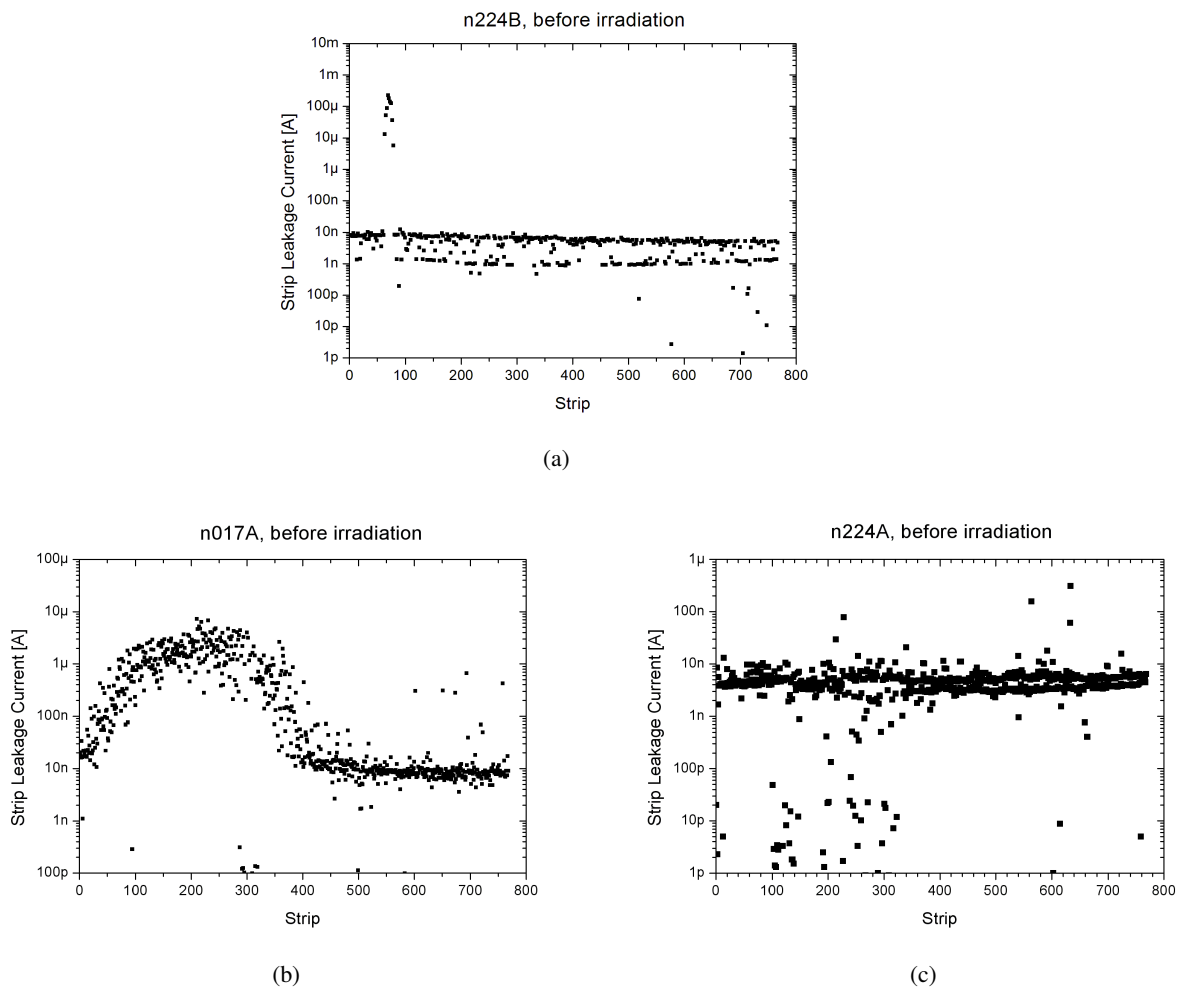 n224B, before irradiation
10m
1m
100µ
10µ
1µ
100n
10n
1n
100p
10p
1p
Strip Leakage Current [A]
0 100 200 300 400 500 600 700 800
Strip
(a)
n017A, before irradiation
100µ
10µ
1µ
100n
10n
1n
100p
Strip Leakage Current [A]
0 100 200 300 400 500 600 700 800
Strip
(b)
n224A, before irradiation
1µ
100n
10n
1n
100p
10p
1p
Strip Leakage Current [A]
0 100 200 300 400 500 600 700 800
Strip
(c)